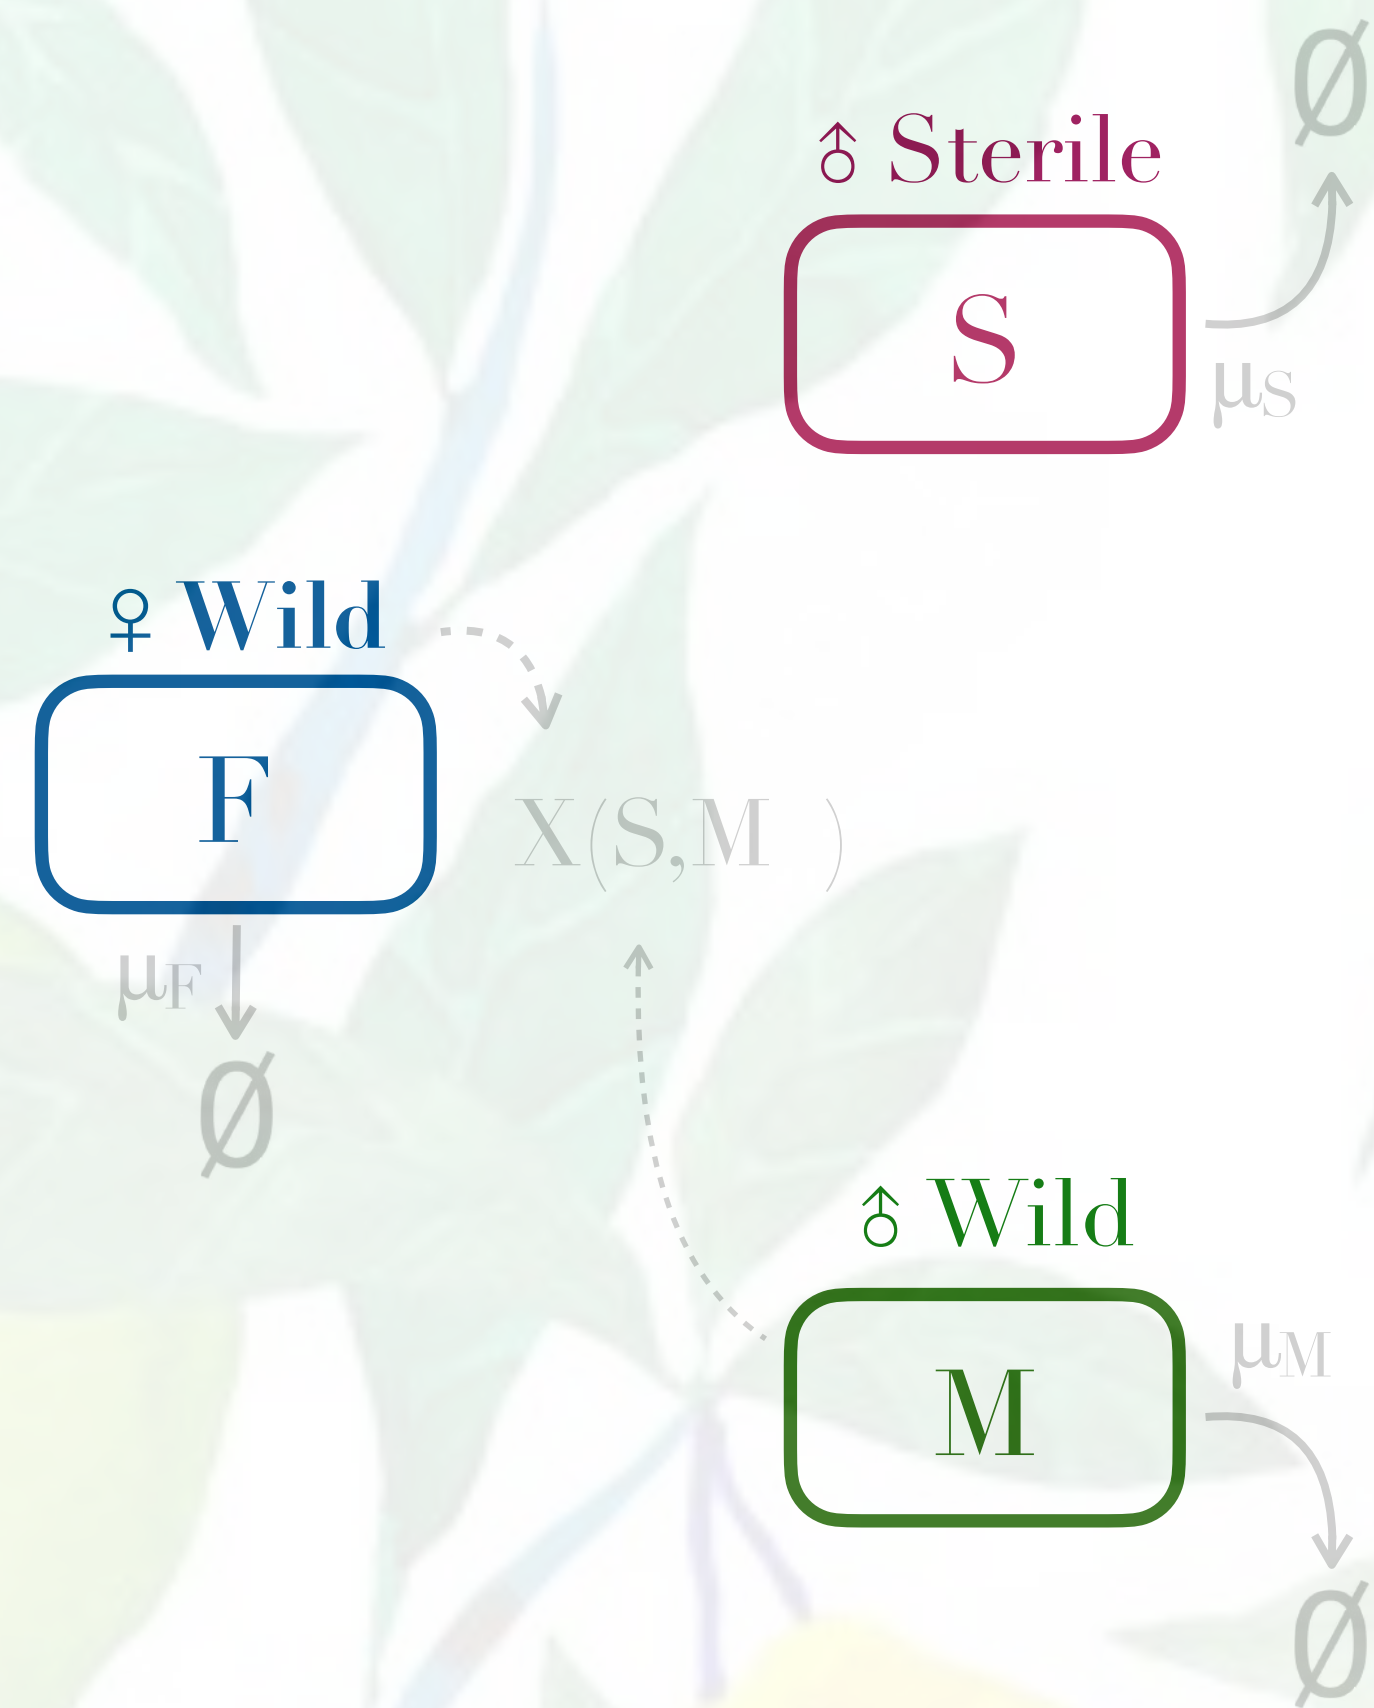 Ø
♂ Sterile
S
μS
♀ Wild
F
X(S,M )
μF
Ø
♂ Wild
M
μM
Ø